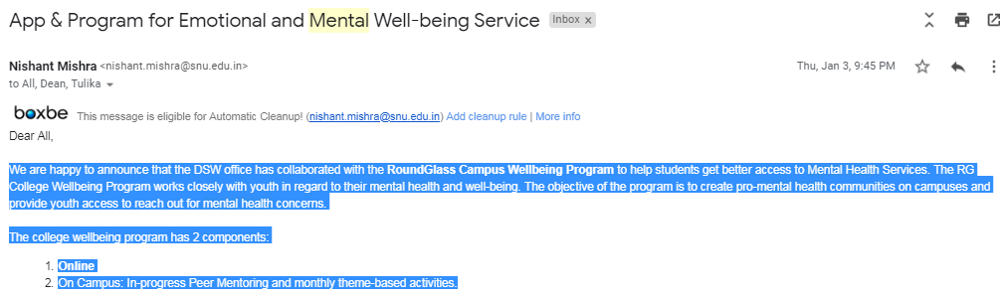 App & Program for Emotional and Mental Well-being Service Inbox x
Nishant Mishra <nishant.mishra@snu.edu.in> Thu, Jan 3, 9:45 PM
to All, Dean, Tulika
boxbe This message is eligible for Automatic Cleanup! (nishant.mishra@snu.edu.in) Add cleanup rule | More info
Dear All,
We are happy to announce that the DSW office has collaborated with the RoundGlass Campus Wellbeing Program to help students get better access to Mental Health Services. The RG
College Wellbeing Program works closely with youth in regard to their mental health and well-being. The objective of the program is to create pro-mental health communities on campuses and
provide youth access to reach out for mental health concerns.
The college wellbeing program has 2 components:
1. Online
2. On Campus: In-progress Peer Mentoring and monthly theme-based activities.